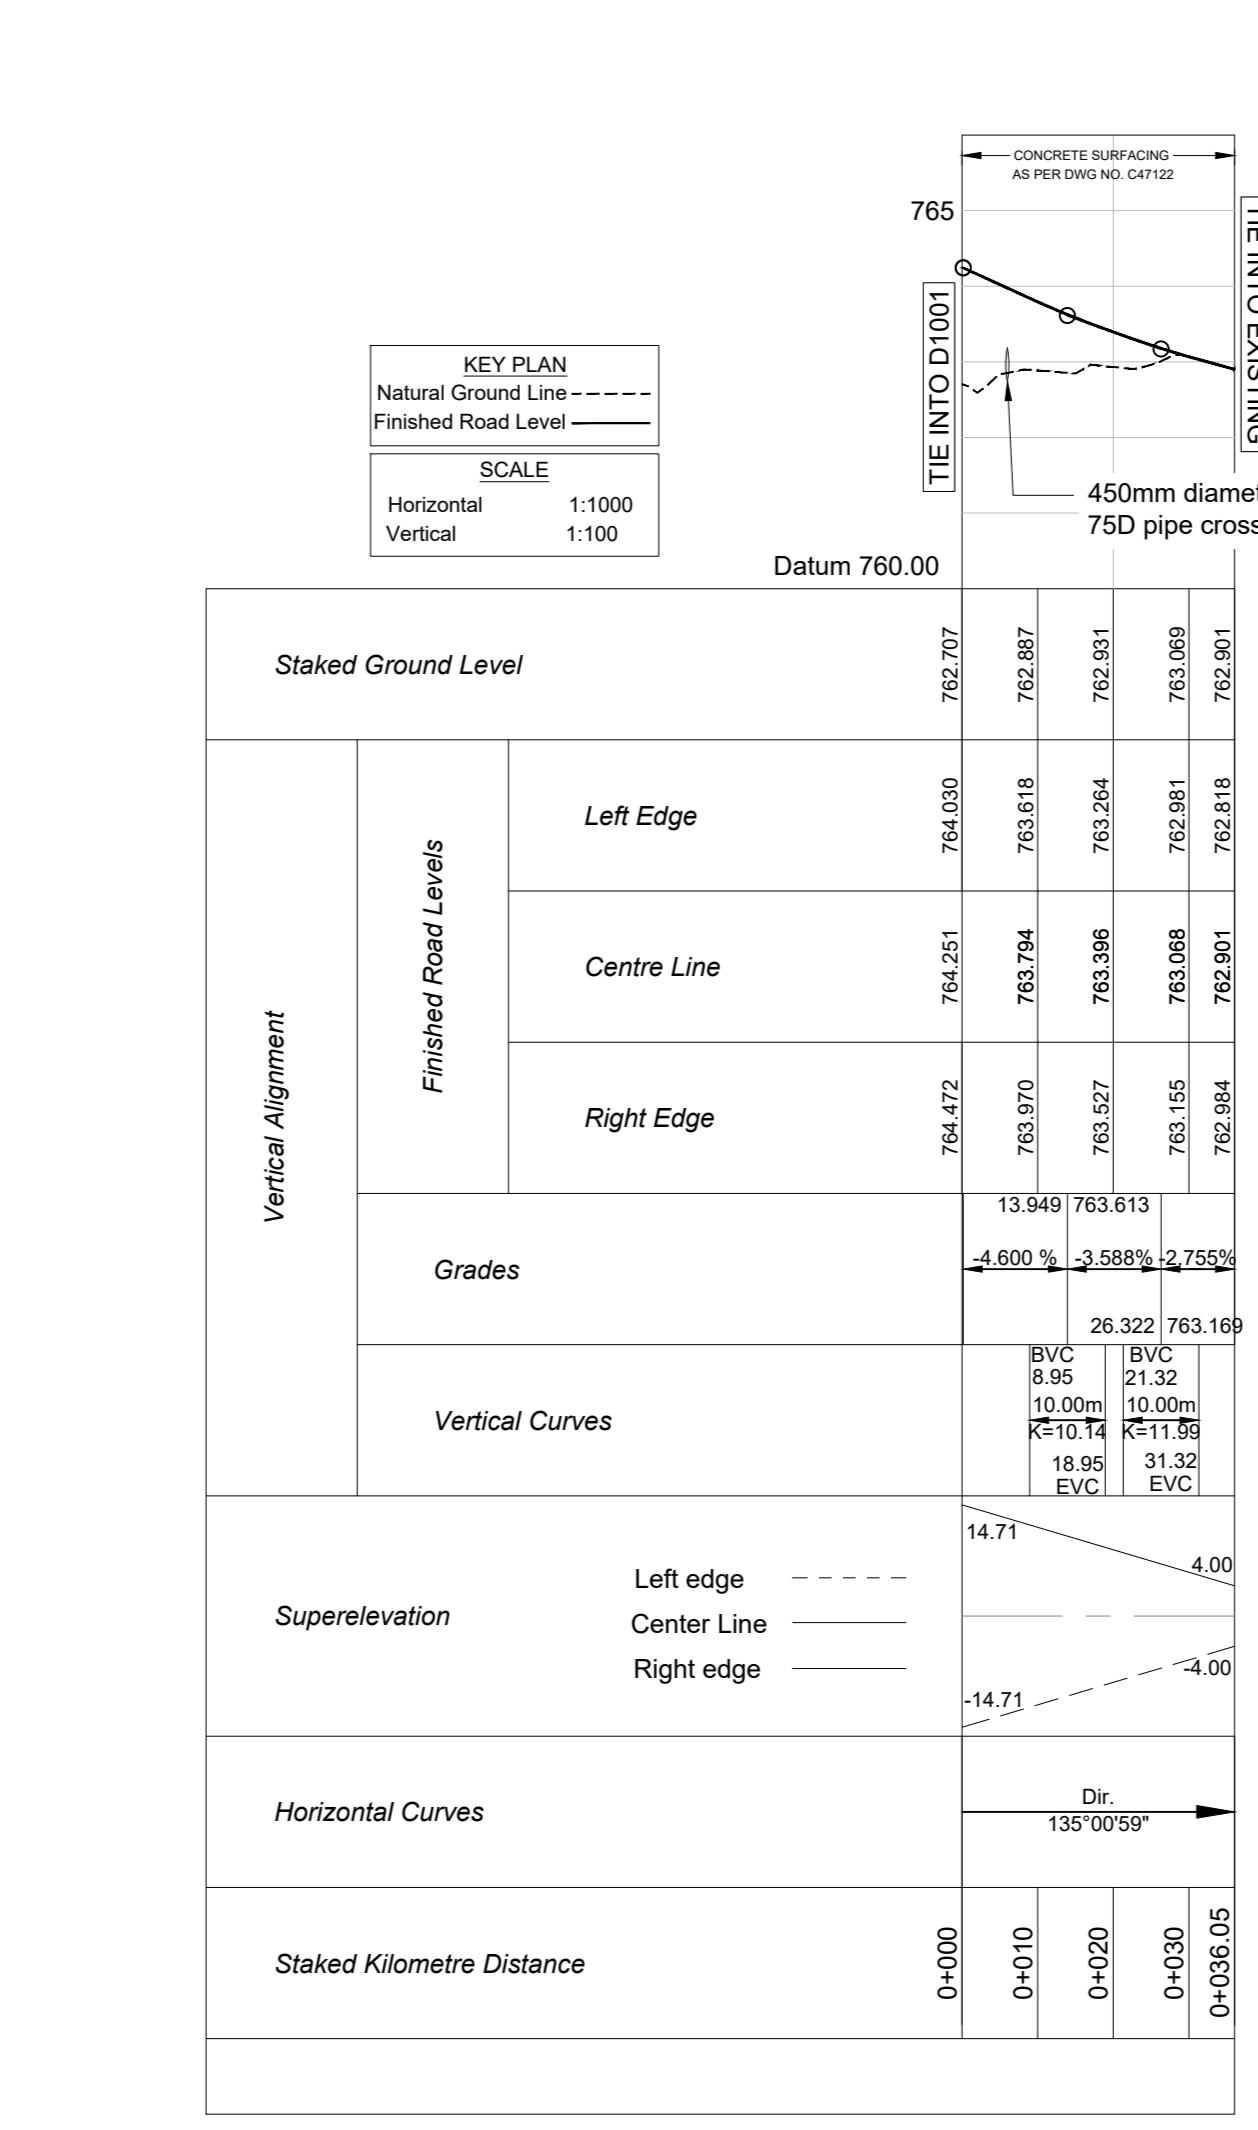 CONCRETE SURFACING
AS PER DWG NO. C47122
765
TIE INTO D1001
TIE INTO EXISTING
KEY PLAN
Natural Ground Line
Finished Road Level
SCALE
Horizontal 1:1000
Vertical 1:100
450mm
75D pipe
Datum 760.00
Staked Ground Level 762.707 762.887 762.931 763.069 762.901
Vertical Alignment
Finished Road Levels
Left Edge 764.030 763.618 763.264 762.981 762.818
Centre Line 764.251 763.794 763.396 763.068 762.901
Right Edge 764.472 763.970 763.527 763.155 762.984
13.949 763.613
Grades -4.600 % -3.588% -2.755%
26.322 763.169
BVC BVC
8.95 21.32
Vertical Curves 10.00m 10.00m
K=10.14 K=11.99
18.95 31.32
EVC EVC
14.71
4.00
Superelevation
Left edge
Center Line
Right edge
-4.00
-14.71
Horizontal Curves
Dir.
135°00'59"
Staked Kilometre Distance 0+000 0+010 0+020 0+030 0+036.05